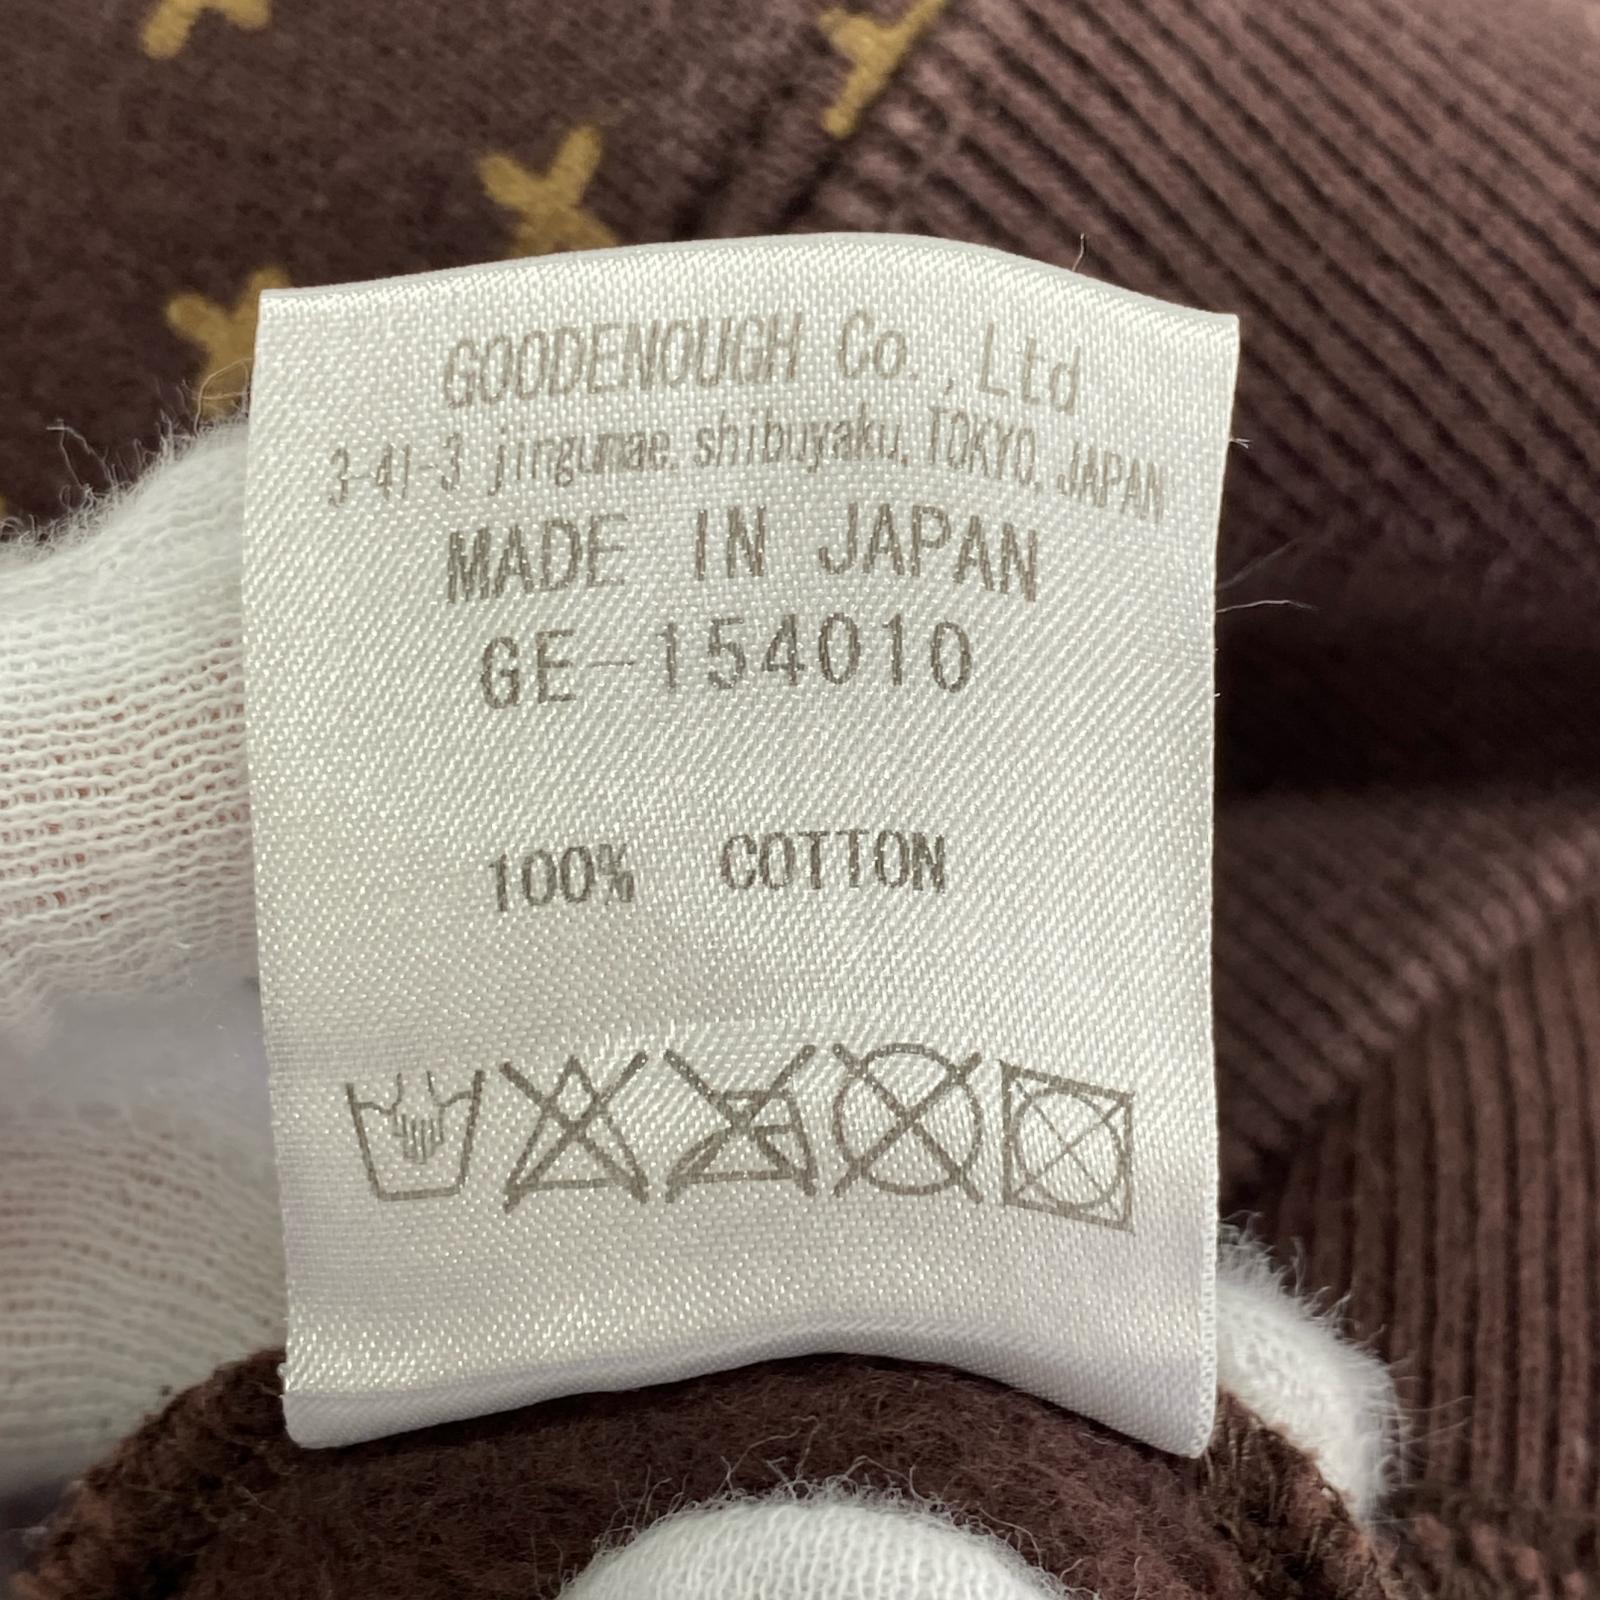 GOODENOUGH Co.,Ltd
3-41-3 jingumae, shibuyaku, TOKYO, JAPAN
MADE IN JAPAN
GE-154010
100% COTTON